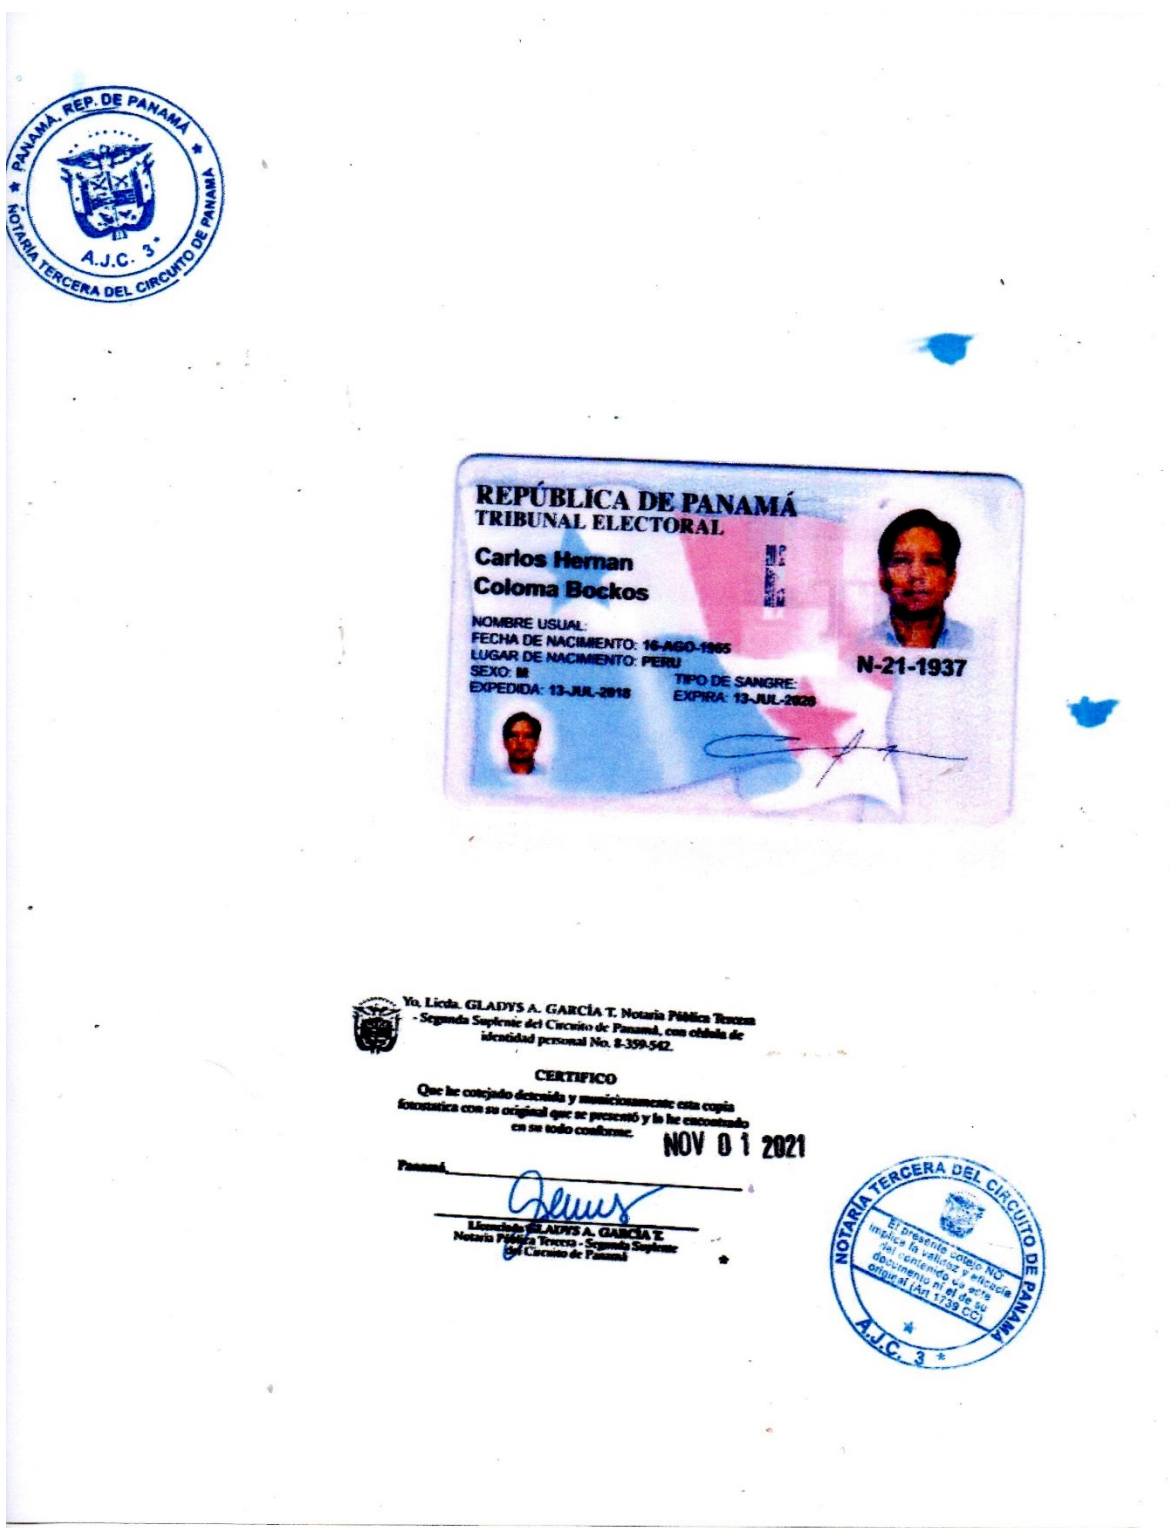 PANAMÁ, REP. DE PANAMÁ
A.J.C. 3
NOTARÍA TERCERA DEL CIRCUITO DE PANAMÁ
REPÚBLICA DE PANAMÁ
TRIBUNAL ELECTORAL
Carlos Hernan
Coloma Bockos
NOMBRE USUAL:
FECHA DE NACIMIENTO: 16-AGO-1965
LUGAR DE NACIMIENTO: PERU
SEXO: M
TIPO DE SANGRE:
EXPEDIDA: 13-JUL-2018
EXPIRA: 13-JUL-2028
N-21-1937
Yo, Licda. GLADYS A. GARCÍA T. Notaria Pública Tercera
- Segunda Suplente del Circuito de Panamá, con cédula de
identidad personal No. 8-359-542.
CERTIFICO
Que he cotejado detenida y municiosamente esta copia
fotostatica con su original que se presentó y la he encontrado
en su todo conforme.
NOV 01 2021
Panamá,
Licenciada GLADYS A. GARCÍA T.
Notaria Pública Tercera - Segunda Suplente
del Circuito de Panamá
NOTARÍA TERCERA DEL CIRCUITO DE PANAMÁ
El presente cotejo NO
implica la validez y eficacia
del contenido de este
documento ni el de su
original (Art 1739 CC)
A.J.C. 3